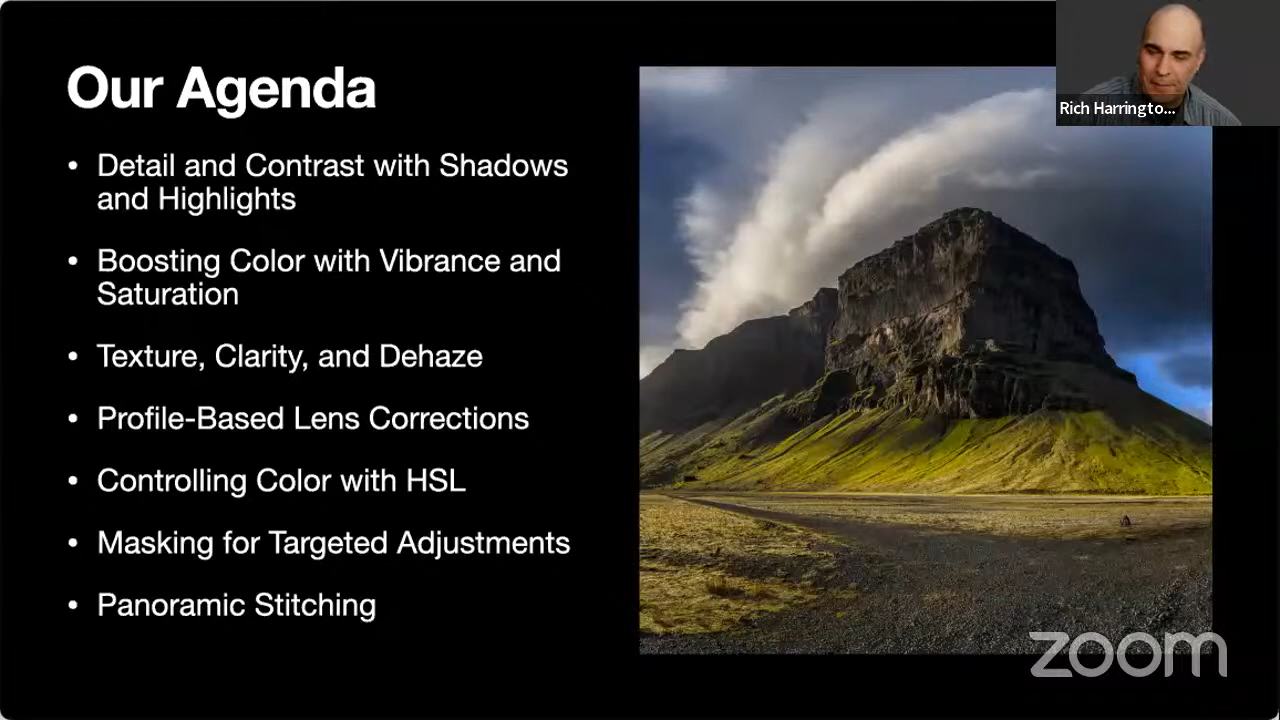 Our Agenda
• Detail and Contrast with Shadows
and Highlights
• Boosting Color with Vibrance and
Saturation
• Texture, Clarity, and Dehaze
• Profile-Based Lens Corrections
• Controlling Color with HSL
• Masking for Targeted Adjustments
• Panoramic Stitching
Rich Harringto...
zoom